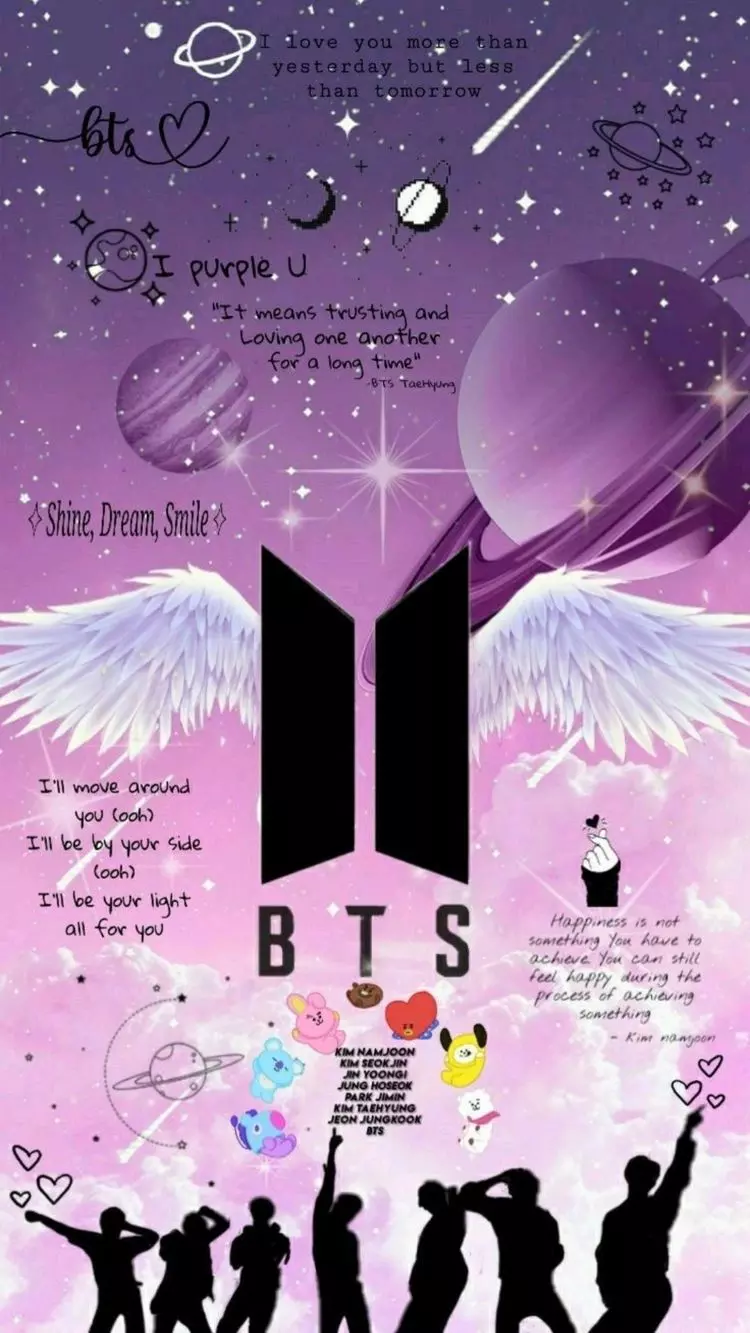 I love you more than
yesterday but less
than tomorrow
bts
I purple U
"It means trusting and
Loving one another
for a long time"
-BTS TaeHyung
Shine, Dream, Smile
I'll move around
you (ooh)
I'll be by your side
(ooh)
I'll be your light
all for you
BTS
Happiness is not
something You have to
achieve. You can still
feel happy during the
process of achieving
something
- Kim namjoon
KIM NAMJOON
KIM SEOKJIN
JIN YOONGI
JUNG HOSEOK
PARK JIMIN
KIM TAEHYUNG
JEON JUNGKOOK
BTS